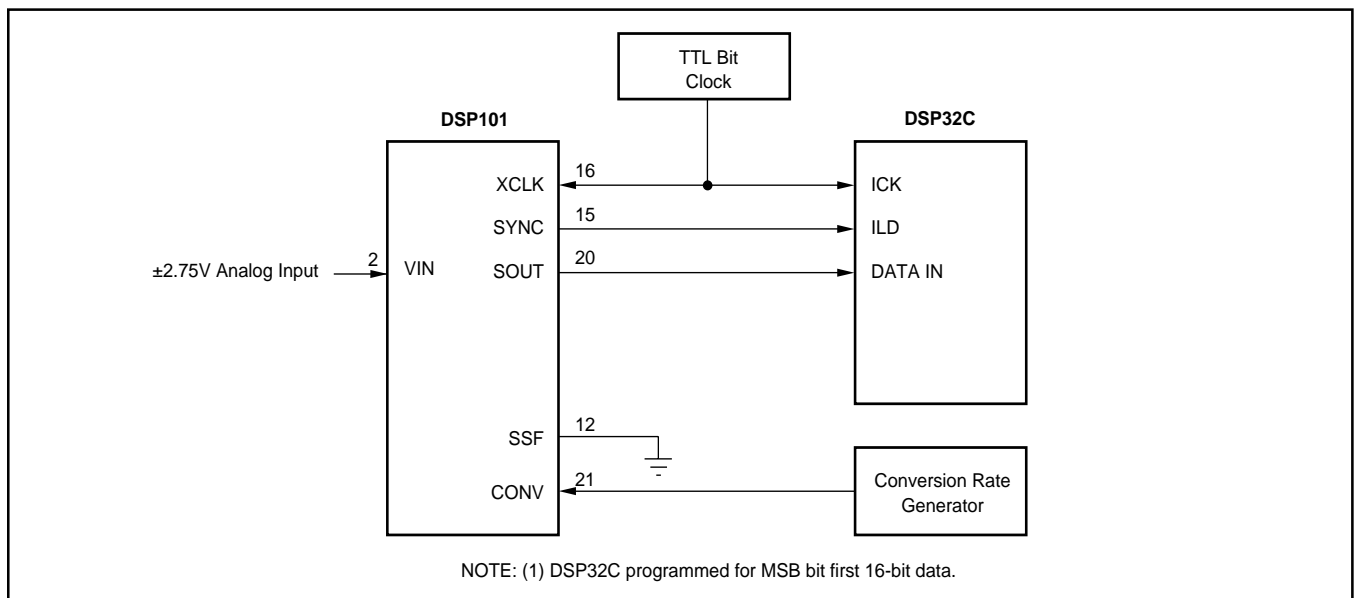 TTL Bit
Clock
DSP101
DSP32C
XCLK
16
ICK
SYNC
15
ILD
±2.75V Analog Input
2
VIN
SOUT
20
DATA IN
SSF
12
CONV
21
Conversion Rate
Generator
NOTE: (1) DSP32C programmed for MSB bit first 16-bit data.